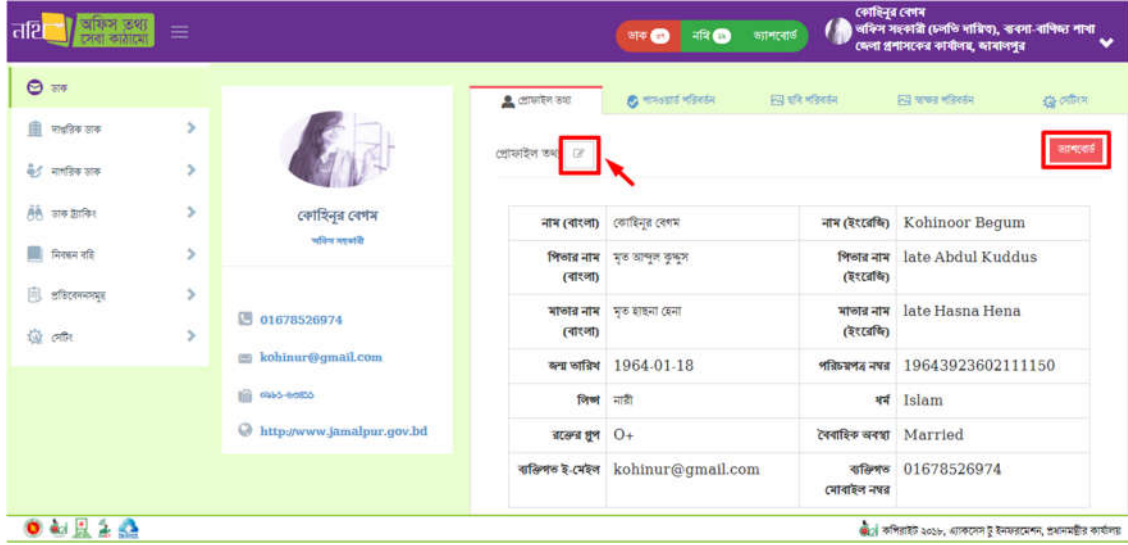 নথি
অফিস তথ্য
সেবা কাঠামো
ডাক
নথি
ড্যাশবোর্ড
কোহিনুর বেগম
অফিস সহকারী (চলতি দায়িত্ব), ব্যবসা-বাণিজ্য শাখা
জেলা প্রশাসকের কার্যালয়, জামালপুর
ডাক
দাপ্তরিক ডাক
নাগরিক ডাক
ডাক ট্র্যাকিং
নিবন্ধন বহি
প্রতিবেদনসমূহ
সেটিং
কোহিনুর বেগম
অফিস সহকারী
01678526974
kohinur@gmail.com
http://www.jamalpur.gov.bd
প্রোফাইল তথ্য
পাসওয়ার্ড পরিবর্তন
ছবি পরিবর্তন
স্বাক্ষর পরিবর্তন
সেটিংস
প্রোফাইল তথ্য
ড্যাশবোর্ড
নাম (বাংলা) কোহিনুর বেগম নাম (ইংরেজি) Kohinoor Begum
পিতার নাম মৃত আব্দুল কুদ্দুস পিতার নাম late Abdul Kuddus
(বাংলা) (ইংরেজি)
মাতার নাম মৃত হাছনা হেনা মাতার নাম late Hasna Hena
(বাংলা) (ইংরেজি)
জন্ম তারিখ 1964-01-18 পরিচয়পত্র নম্বর 19643923602111150
লিঙ্গ নারী ধর্ম Islam
রক্তের গ্রুপ O+ বৈবাহিক অবস্থা Married
ব্যক্তিগত ই-মেইল kohinur@gmail.com ব্যক্তিগত 01678526974
মোবাইল নম্বর
কপিরাইট ২০১৮, এ্যাকসেস টু ইনফরমেশন, প্রধানমন্ত্রীর কার্যালয়